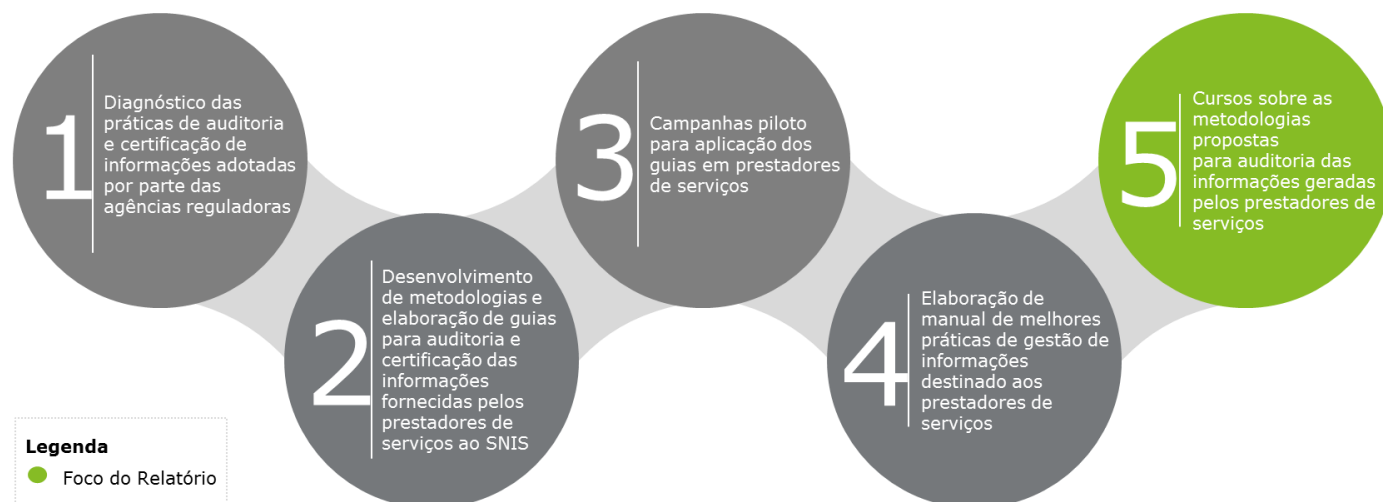 1
Diagnóstico das
práticas de auditoria
e certificação de
informações adotadas
por parte das
agências reguladoras
2
Desenvolvimento
de metodologias e
elaboração de guias
para auditoria e
certificação das
informações
fornecidas pelos
prestadores de
serviços ao SNIS
3
Campanhas piloto
para aplicação dos
guias em prestadores
de serviços
4
Elaboração de
manual de melhores
práticas de gestão de
informações
destinado aos
prestadores de
serviços
5
Cursos sobre as
metodologias
propostas
para auditoria das
informações geradas
pelos prestadores de
serviços
Legenda
Foco do Relatório